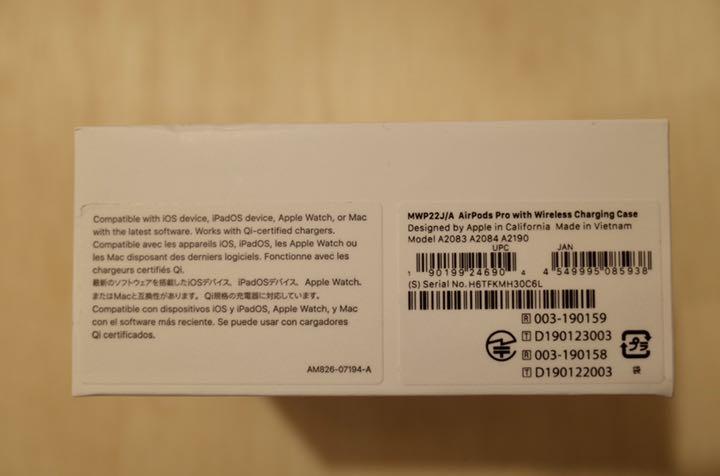 Compatible with iOS device, iPadOS device, Apple Watch, or Mac
with the latest software. Works with Qi-certified chargers.
Compatible avec les appareils iOS, iPadOS, les Apple Watch ou
les Mac disposant des derniers logiciels. Fonctionne avec les
chargeurs certifiés Qi.
最新のソフトウェアを搭載したiOSデバイス、iPadOSデバイス、Apple Watch、
またはMacと互換性があります。Qi規格の充電器に対応しています。
Compatible con dispositivos iOS y iPadOS, Apple Watch, y Mac
con el software más reciente. Se puede usar con cargadores
Qi certificados.
AM826-07194-A
MWP22J/A AirPods Pro with Wireless Charging Case
Designed by Apple in California Made in Vietnam
Model A2083 A2084 A2190
UPC JAN
1 90199 24690 4 4 549995 085938
(S) Serial No. H6TFKMH30C6L
R 003-190159
T D190123003
R 003-190158
T D190122003
プラ
袋